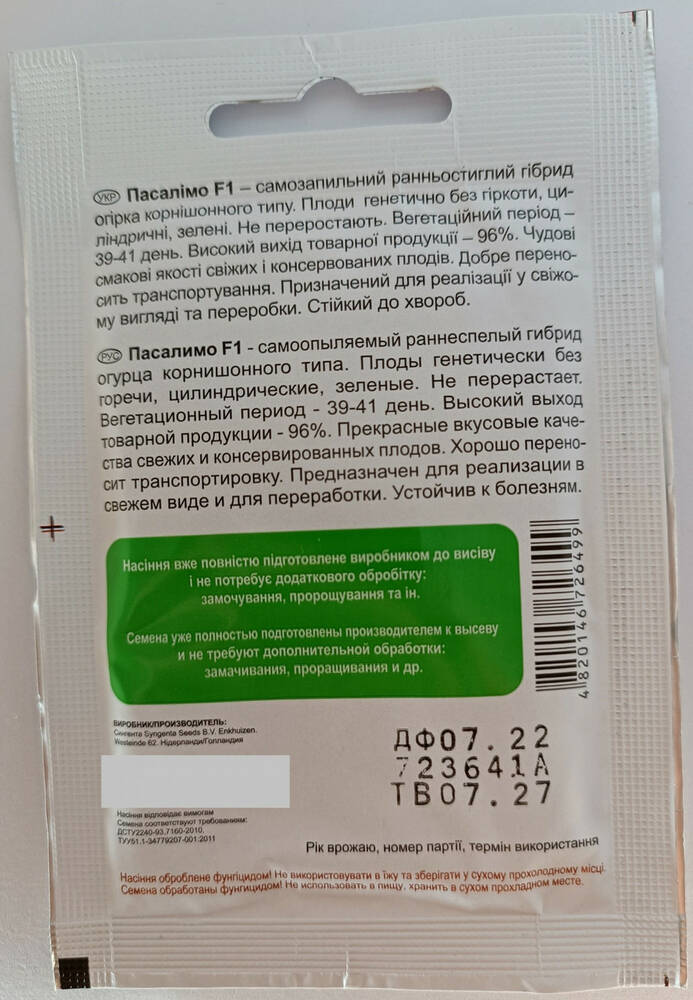 УКР Пасалімо F1 – самозапильний ранньостиглий гібрид
огірка корнішонного типу. Плоди генетично без гіркоти, ци-
ліндричні, зелені. Не переростають. Вегетаційний період –
39-41 день. Високий вихід товарної продукції – 96%. Чудові
смакові якості свіжих і консервованих плодів. Добре перено-
сить транспортування. Призначений для реалізації у свіжо-
му вигляді та переробки. Стійкий до хвороб.
РУС Пасалимо F1 - самоопыляемый раннеспелый гибрид
огурца корнишонного типа. Плоды генетически без
горечи, цилиндрические, зеленые. Не перерастает.
Вегетационный период - 39-41 день. Высокий выход
товарной продукции - 96%. Прекрасные вкусовые каче-
ства свежих и консервированных плодов. Хорошо перено-
сит транспортировку. Предназначен для реализации в
свежем виде и для переработки. Устойчив к болезням.
Насіння вже повністю підготовлене виробником до висіву
і не потребує додаткового обробітку:
замочування, пророщування та ін.
Семена уже полностью подготовлены производителем к высеву
и не требуют дополнительной обработки:
замачивания, проращивания и др.
4 820146 726499
ВИРОБНИК/ПРОИЗВОДИТЕЛЬ:
Сингента Syngenta Seeds B.V. Enkhuizen.
Westeinde 62. Нідерланди/Голландия
ДФ07.22
723641А
ТВ07.27
Насіння відповідає вимогам
Семена соответствуют требованиям:
ДСТУ2240-93,7160-2010,
ТУУ51.1-34779207-001:2011
Рік врожаю, номер партії, термін використання
Насіння оброблене фунгіцидом! Не використовувати в їжу та зберігати у сухому прохолодному місці.
Семена обработаны фунгицидом! Не использовать в пищу, хранить в сухом прохладном месте.